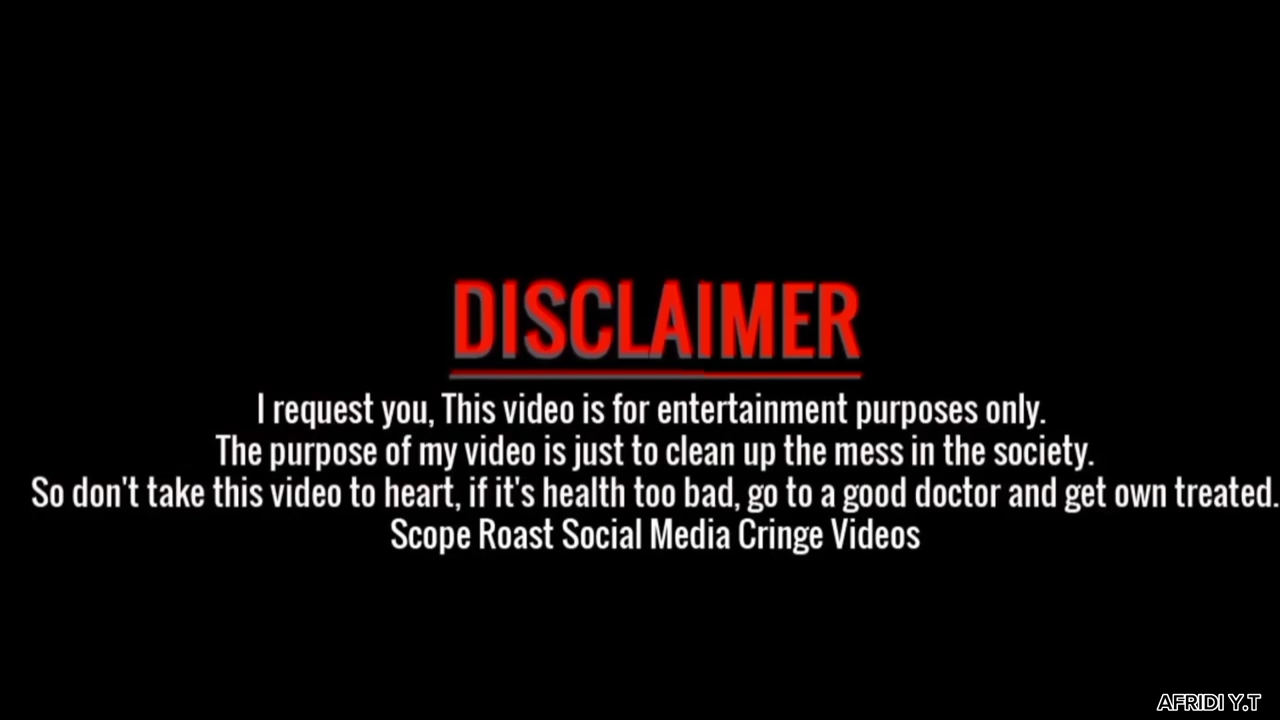 DISCLAIMER
I request you, This video is for entertainment purposes only.
The purpose of my video is just to clean up the mess in the society.
So don't take this video to heart, if it's health too bad, go to a good doctor and get own treated.
Scope Roast Social Media Cringe Videos
AFRIDI Y.T